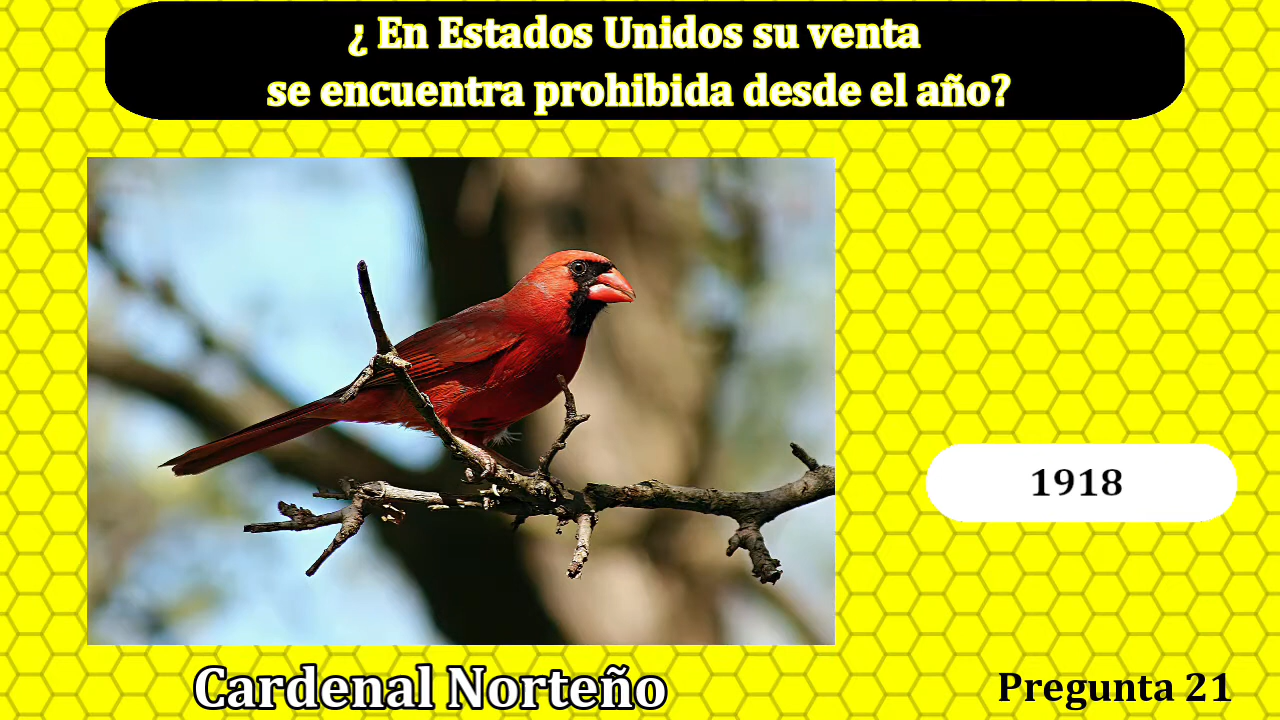 ¿ En Estados Unidos su venta
se encuentra prohibida desde el año?
1918
Cardenal Norteño
Pregunta 21